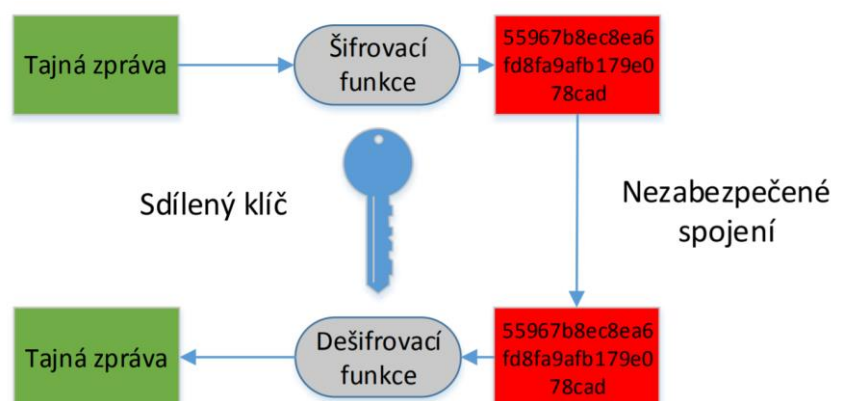 Tajná zpráva
Šifrovací
funkce
55967b8ec8ea6
fd8fa9afb179e0
78cad
Sdílený klíč
Nezabezpečené
spojení
Tajná zpráva
Dešifrovací
funkce
55967b8ec8ea6
fd8fa9afb179e0
78cad